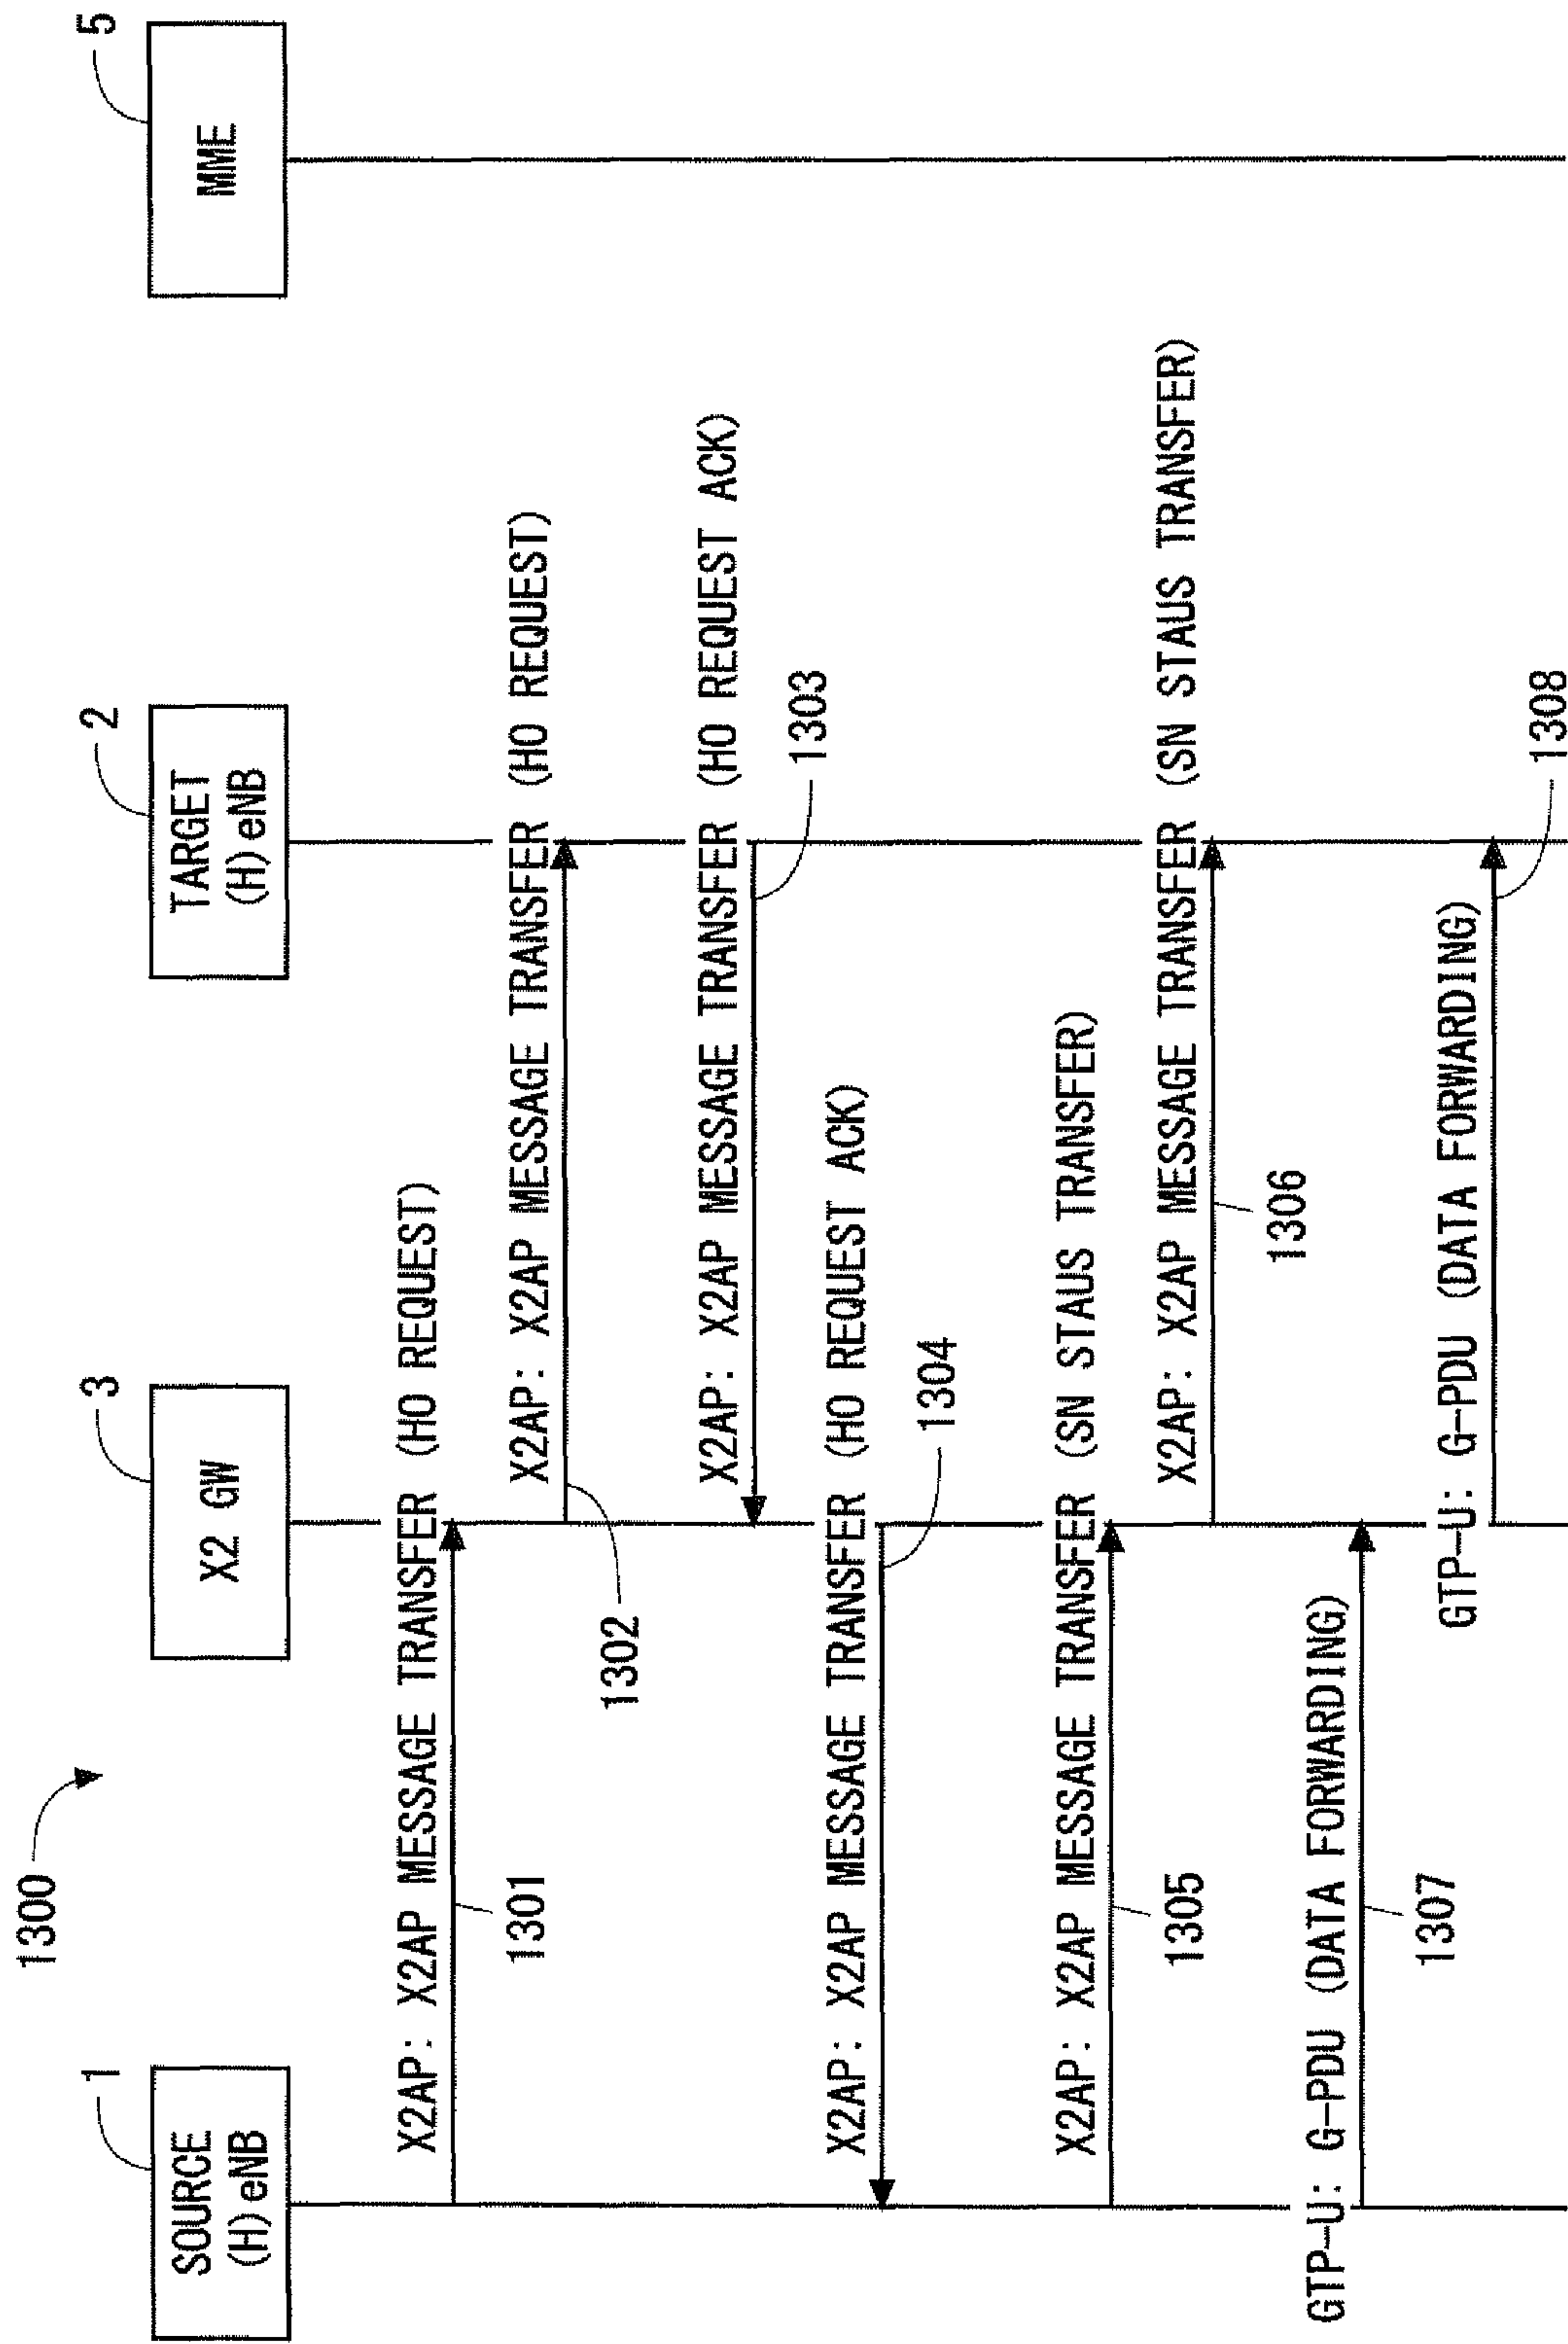 1300
1
SOURCE
(H)eNB
3
X2 GW
2
TARGET
(H)eNB
5
MME
X2AP: X2AP MESSAGE TRANSFER (HO REQUEST)
1301
X2AP: X2AP MESSAGE TRANSFER (HO REQUEST)
1302
X2AP: X2AP MESSAGE TRANSFER (HO REQUEST ACK)
1303
X2AP: X2AP MESSAGE TRANSFER (HO REQUEST ACK)
1304
X2AP: X2AP MESSAGE TRANSFER (SN STAUS TRANSFER)
1305
X2AP: X2AP MESSAGE TRANSFER (SN STAUS TRANSFER)
1306
GTP-U: G-PDU (DATA FORWARDING)
1307
GTP-U: G-PDU (DATA FORWARDING)
1308